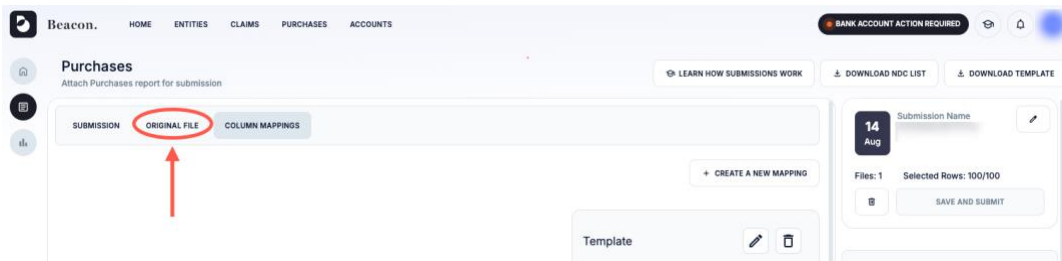 Beacon. HOME ENTITIES CLAIMS PURCHASES ACCOUNTS BANK ACCOUNT ACTION REQUIRED
Purchases
Attach Purchases report for submission
LEARN HOW SUBMISSIONS WORK DOWNLOAD NDC LIST DOWNLOAD TEMPLATE
SUBMISSION ORIGINAL FILE COLUMN MAPPINGS
+ CREATE A NEW MAPPING
Template
14
Aug
Submission Name
Files: 1 Selected Rows: 100/100
SAVE AND SUBMIT